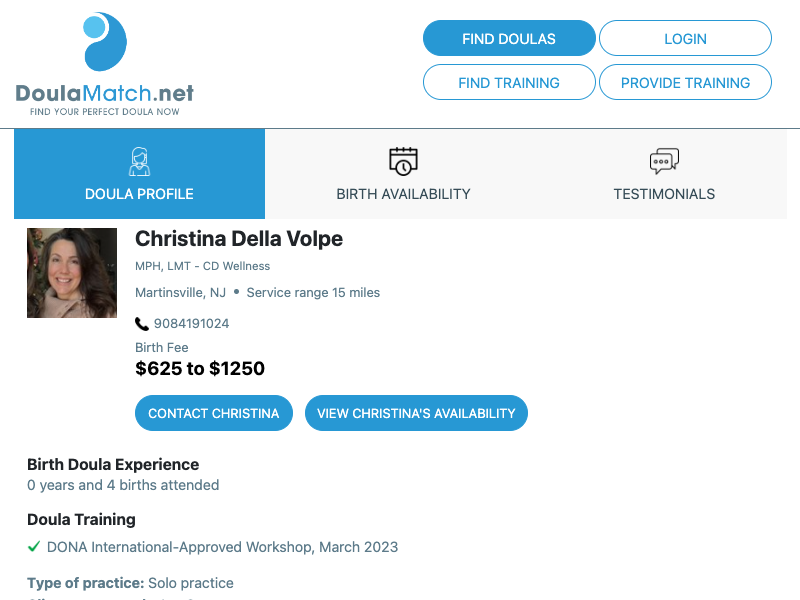 DoulaMatch.net
FIND YOUR PERFECT DOULA NOW
FIND DOULAS
LOGIN
FIND TRAINING
PROVIDE TRAINING
DOULA PROFILE
BIRTH AVAILABILITY
TESTIMONIALS
Christina Della Volpe
MPH, LMT - CD Wellness
Martinsville, NJ • Service range 15 miles
9084191024
Birth Fee
$625 to $1250
CONTACT CHRISTINA
VIEW CHRISTINA'S AVAILABILITY
Birth Doula Experience
0 years and 4 births attended
Doula Training
DONA International-Approved Workshop, March 2023
Type of practice: Solo practice